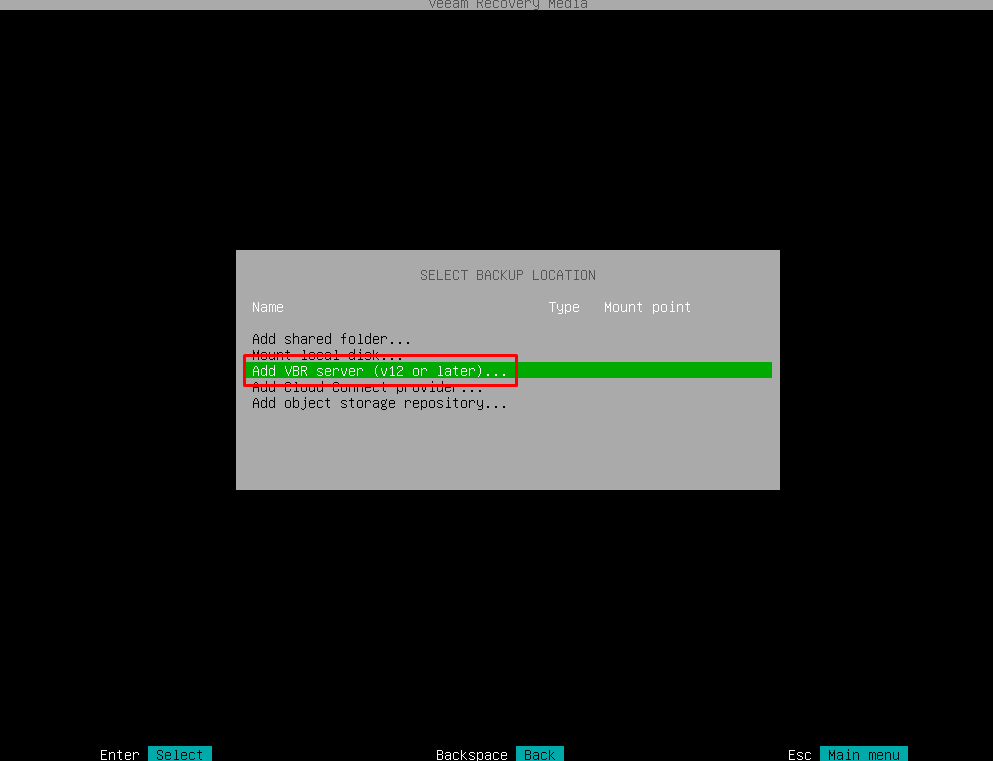 Veeam Recovery Media
SELECT BACKUP LOCATION
Name Type Mount point
Add shared folder...
Mount local disk...
Add VBR server (v12 or later)...
Add Cloud Connect provider...
Add object storage repository...
Enter Select Backspace Back Esc Main menu